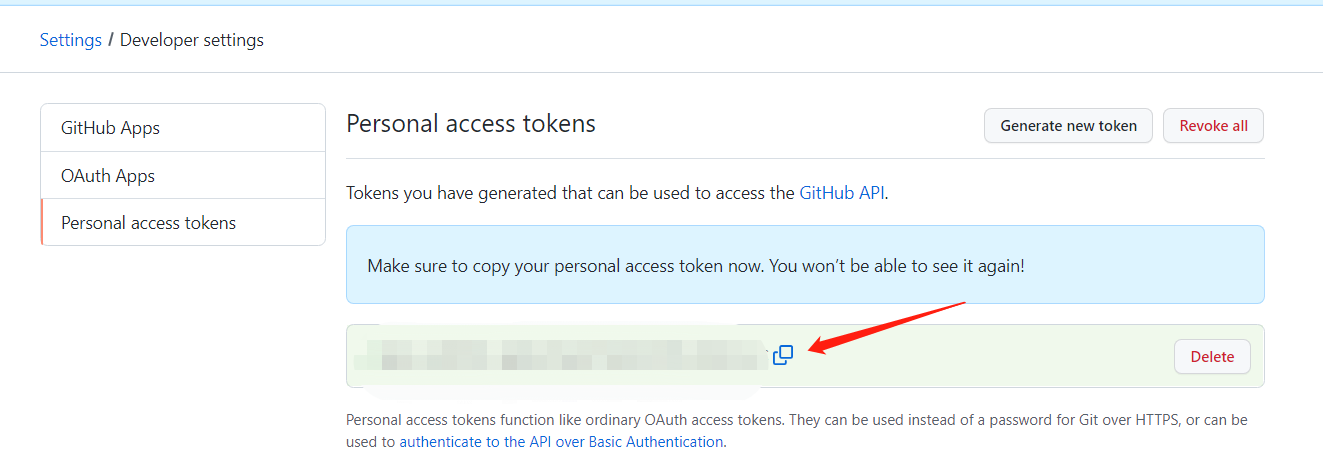 Settings / Developer settings
GitHub Apps
OAuth Apps
Personal access tokens
Personal access tokens
Generate new token
Revoke all
Tokens you have generated that can be used to access the GitHub API.
Make sure to copy your personal access token now. You won’t be able to see it again!
Delete
Personal access tokens function like ordinary OAuth access tokens. They can be used instead of a password for Git over HTTPS, or can be
used to authenticate to the API over Basic Authentication.